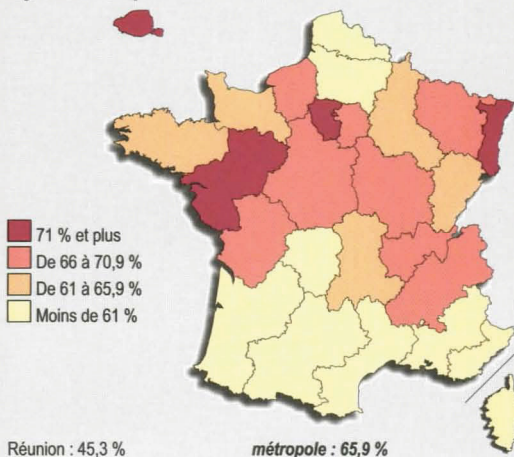 71 % et plus
De 66 à 70,9 %
De 61 à 65,9 %
Moins de 61 %
Réunion : 45,3 %
métropole : 65,9 %